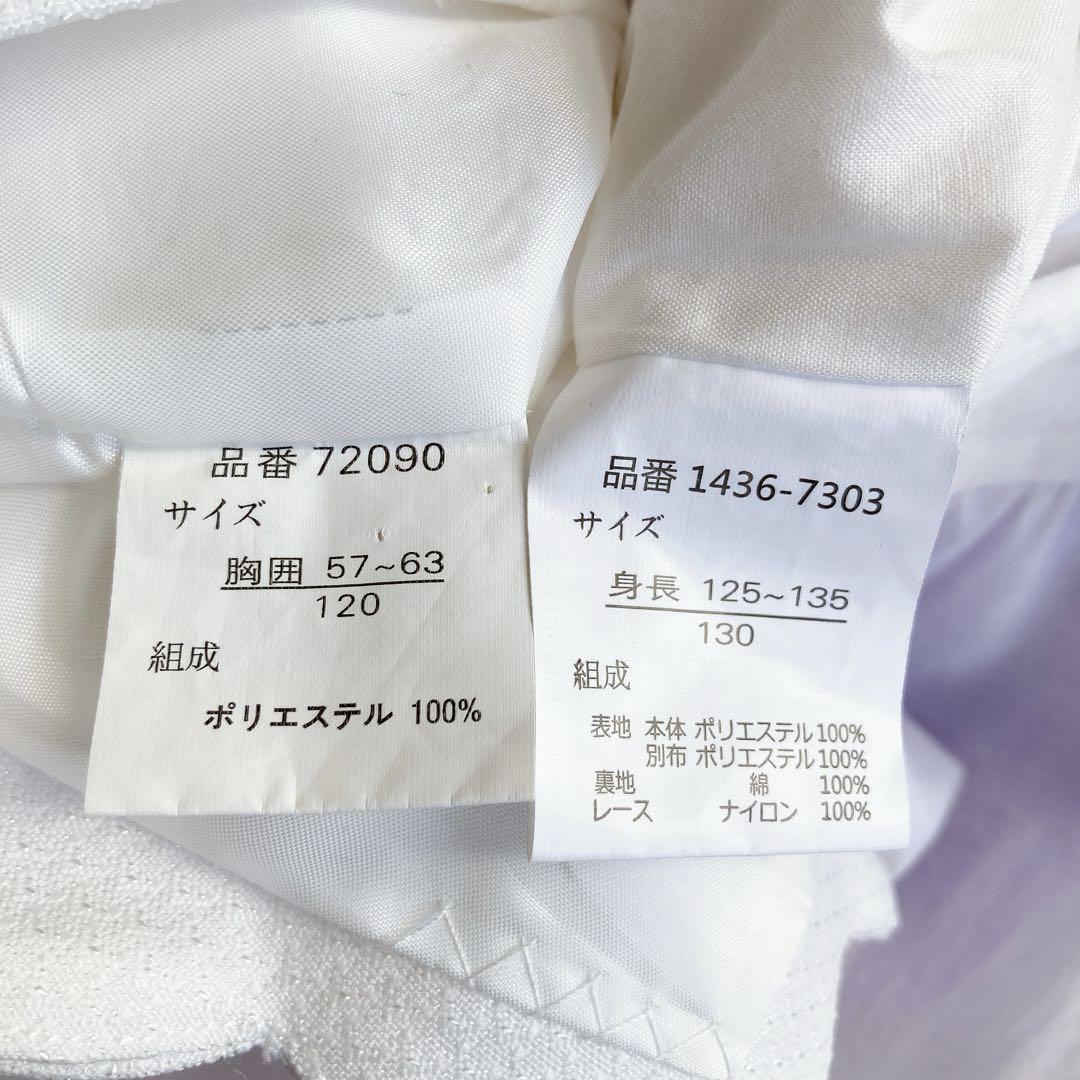 品番 72090
サイズ
胸囲 57~63
120
組成
ポリエステル 100%
品番 1436-7303
サイズ
身長 125~135
130
組成
表地 本体 ポリエステル 100%
別布 ポリエステル 100%
裏地 綿 100%
レース ナイロン 100%